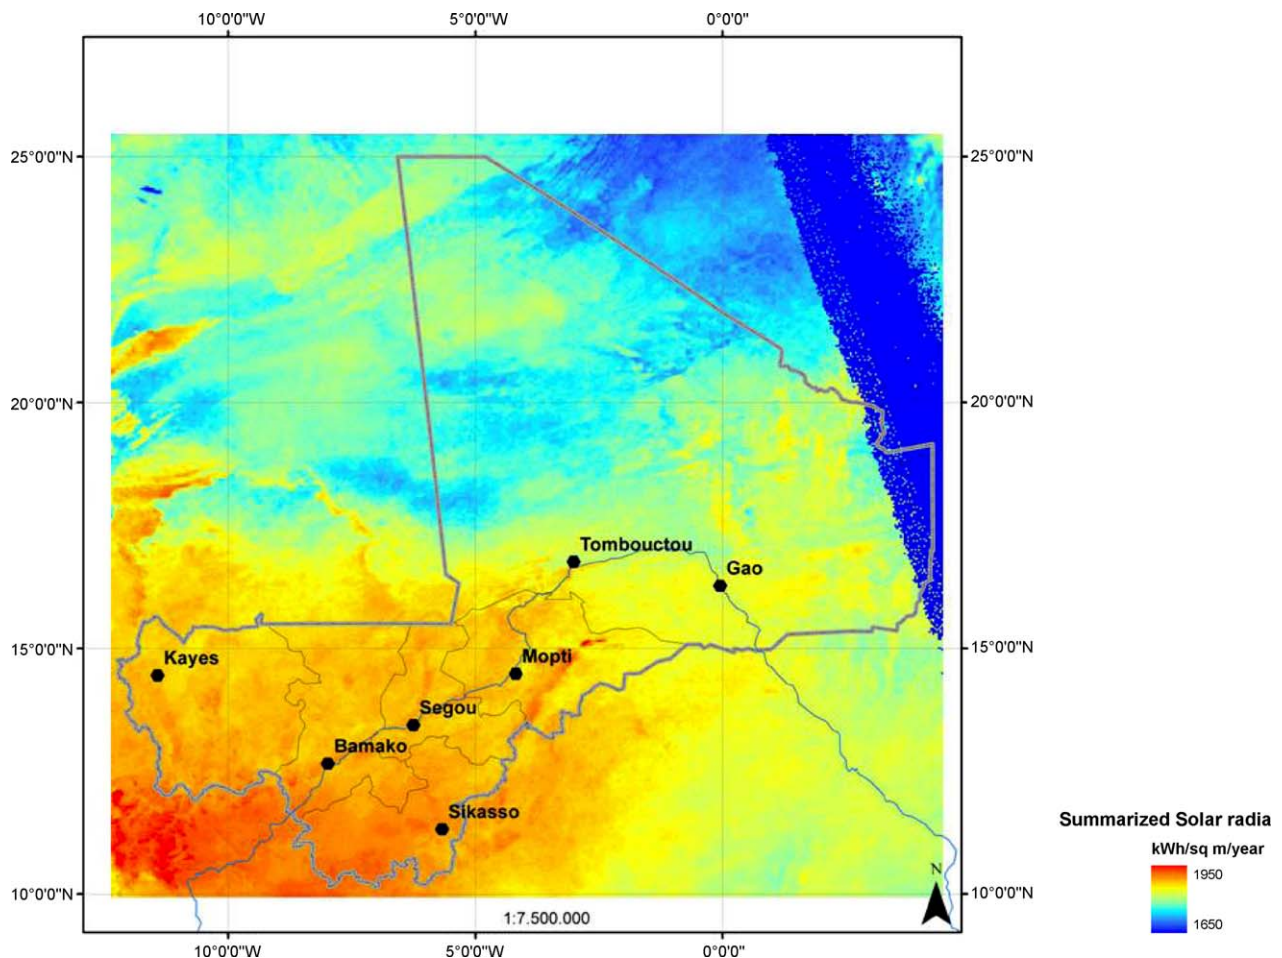 10°0'0"W 5°0'0"W 0°0'0"
25°0'0"N 25°0'0"N
20°0'0"N 20°0'0"N
Tombouctou
Gao
15°0'0"N 15°0'0"N
Kayes
Mopti
Segou
Bamako
Sikasso
Summarized Solar radia
kWh/sq m/year
1950
1650
N
10°0'0"N 10°0'0"N
1:7.500.000
10°0'0"W 5°0'0"W 0°0'0"